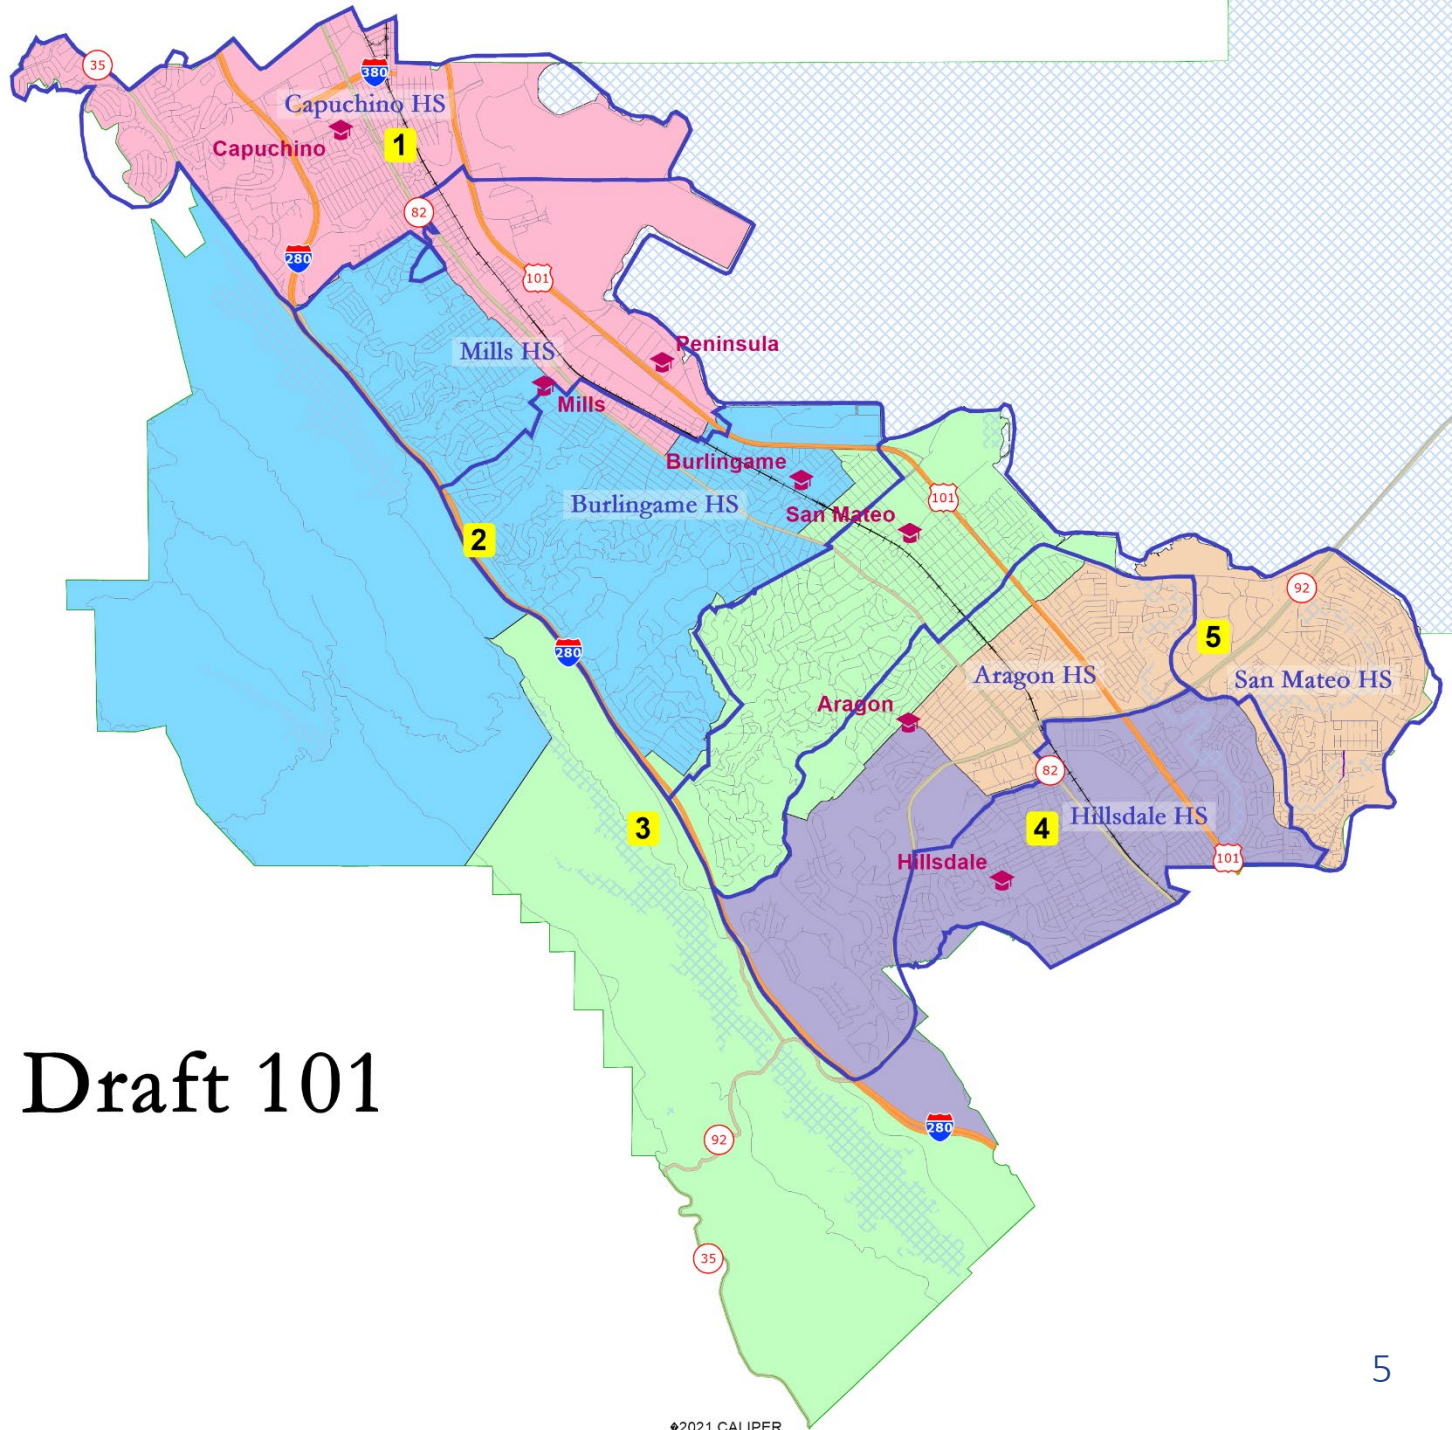 35
380
Capuchino HS
Capuchino
1
82
280
101
Peninsula
Mills HS
Mills
Burlingame
Burlingame HS
101
San Mateo
2
92
5
280
Aragon HS
San Mateo HS
Aragon
82
3
4
Hillsdale HS
101
Hillsdale
Draft 101
280
92
35
5
�2021 CALIPER